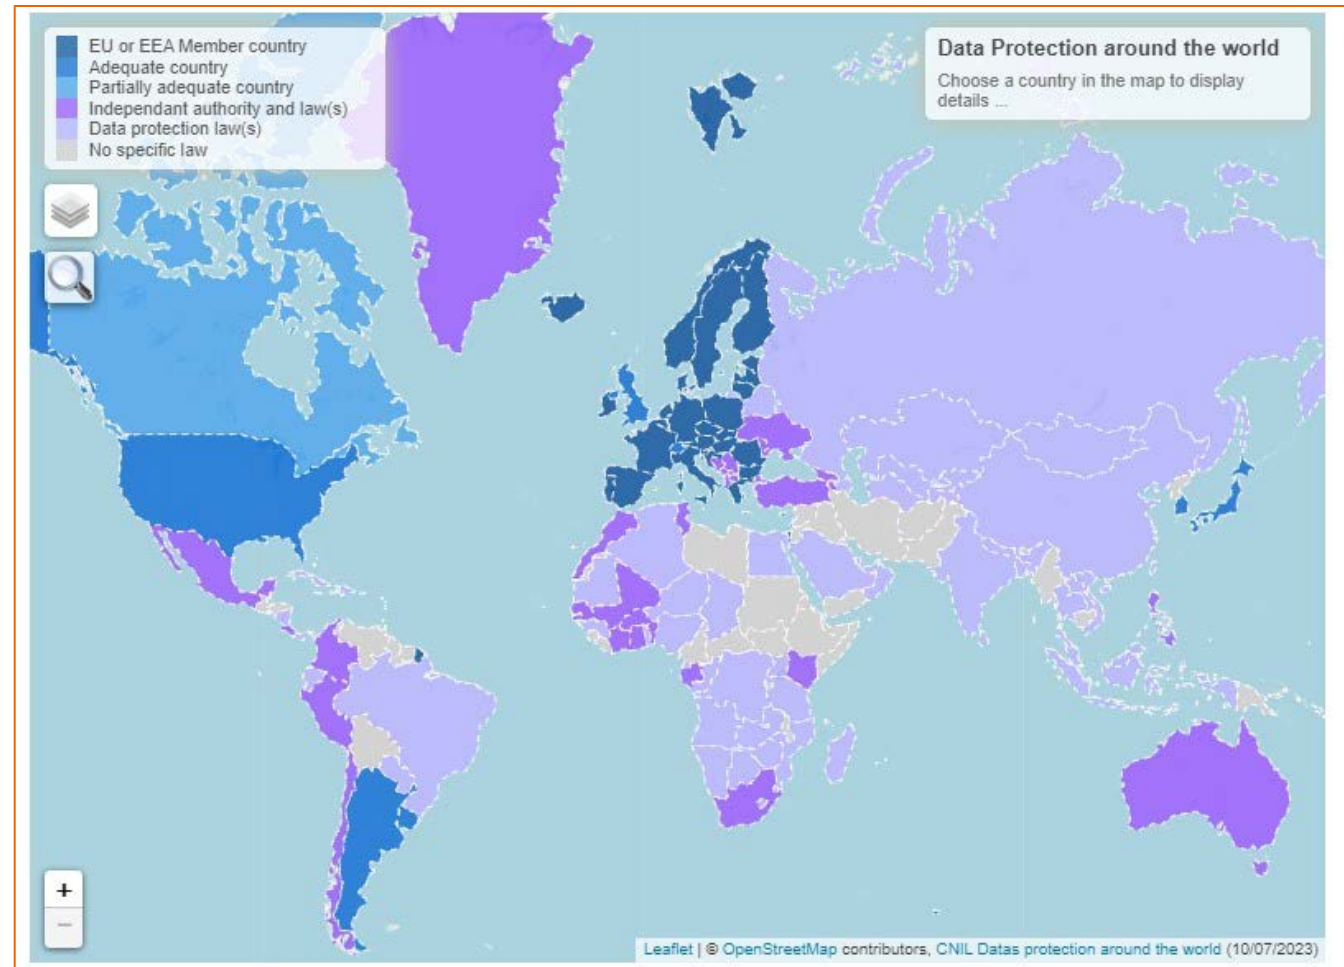 EU or EEA Member country
Adequate country
Partially adequate country
Independant authority and law(s)
Data protection law(s)
No specific law
Data Protection around the world
Choose a country in the map to display
details ...
+
−
Leaflet | © OpenStreetMap contributors, CNIL Datas protection around the world (10/07/2023)